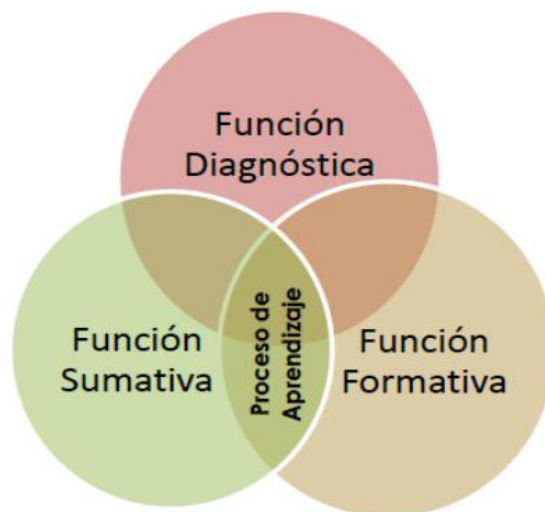 Función
Diagnóstica
Función
Sumativa
Proceso de
Aprendizaje
Función
Formativa